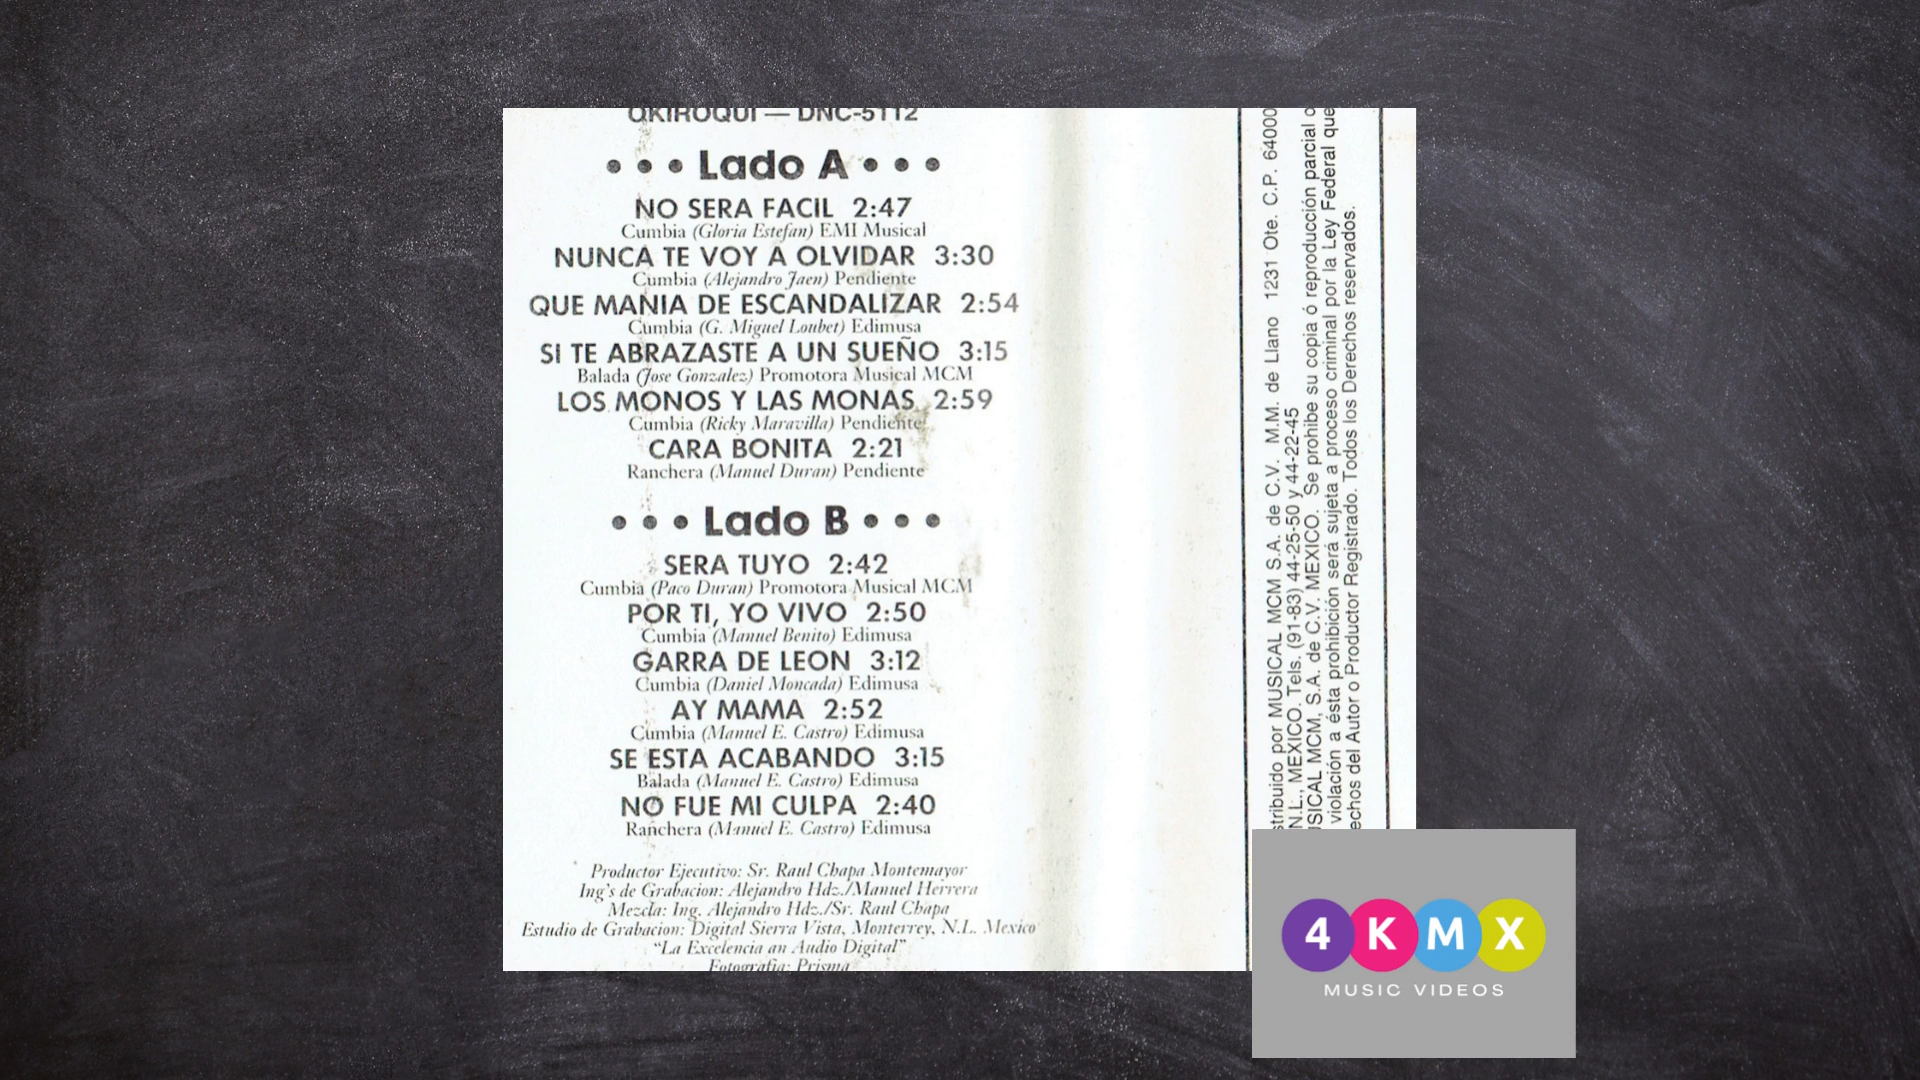 QKIROQUI — DNC-5112
• • • Lado A • • •
NO SERA FACIL 2:47
Cumbia (Gloria Estefan) EMI Musical
NUNCA TE VOY A OLVIDAR 3:30
Cumbia (Alejandro Jaen) Pendiente
QUE MANIA DE ESCANDALIZAR 2:54
Cumbia (G. Miguel Loubet) Edimusa
SI TE ABRAZASTE A UN SUEÑO 3:15
Balada (Jose Gonzalez) Promotora Musical MCM
LOS MONOS Y LAS MONAS 2:59
Cumbia (Ricky Maravilla) Pendiente
CARA BONITA 2:21
Ranchera (Manuel Duran) Pendiente
• • • Lado B • • •
SERA TUYO 2:42
Cumbia (Paco Duran) Promotora Musical MCM
POR TI, YO VIVO 2:50
Cumbia (Manuel Benito) Edimusa
GARRA DE LEON 3:12
Cumbia (Daniel Moncada) Edimusa
AY MAMA 2:52
Cumbia (Manuel E. Castro) Edimusa
SE ESTA ACABANDO 3:15
Balada (Manuel E. Castro) Edimusa
NO FUE MI CULPA 2:40
Ranchera (Manuel E. Castro) Edimusa
Productor Ejecutivo: Sr. Raul Chapa Montemayor
Ing's de Grabacion: Alejandro Hdz./Manuel Herrera
Mezcla: Ing. Alejandro Hdz./Sr. Raul Chapa
Estudio de Grabacion: Digital Sierra Vista, Monterrey, N.L. Mexico
"La Excelencia an Audio Digital"
Fotografia: Prisma
stribuido por MUSICAL MCM S.A. de C.V. M.M. de Llano 1231 Ote. C.P. 64000
N.L., MEXICO. Tels. (91-83) 44-25-50 y 44-22-45
USICAL MCM, S.A. de C.V. MEXICO. Se prohibe su copia ó reproducción parcial o
violación a ésta prohibición será sujeta a proceso criminal por la Ley Federal que
echos del Autor o Productor Registrado. Todos los Derechos reservados.
4KMX
MUSIC VIDEOS